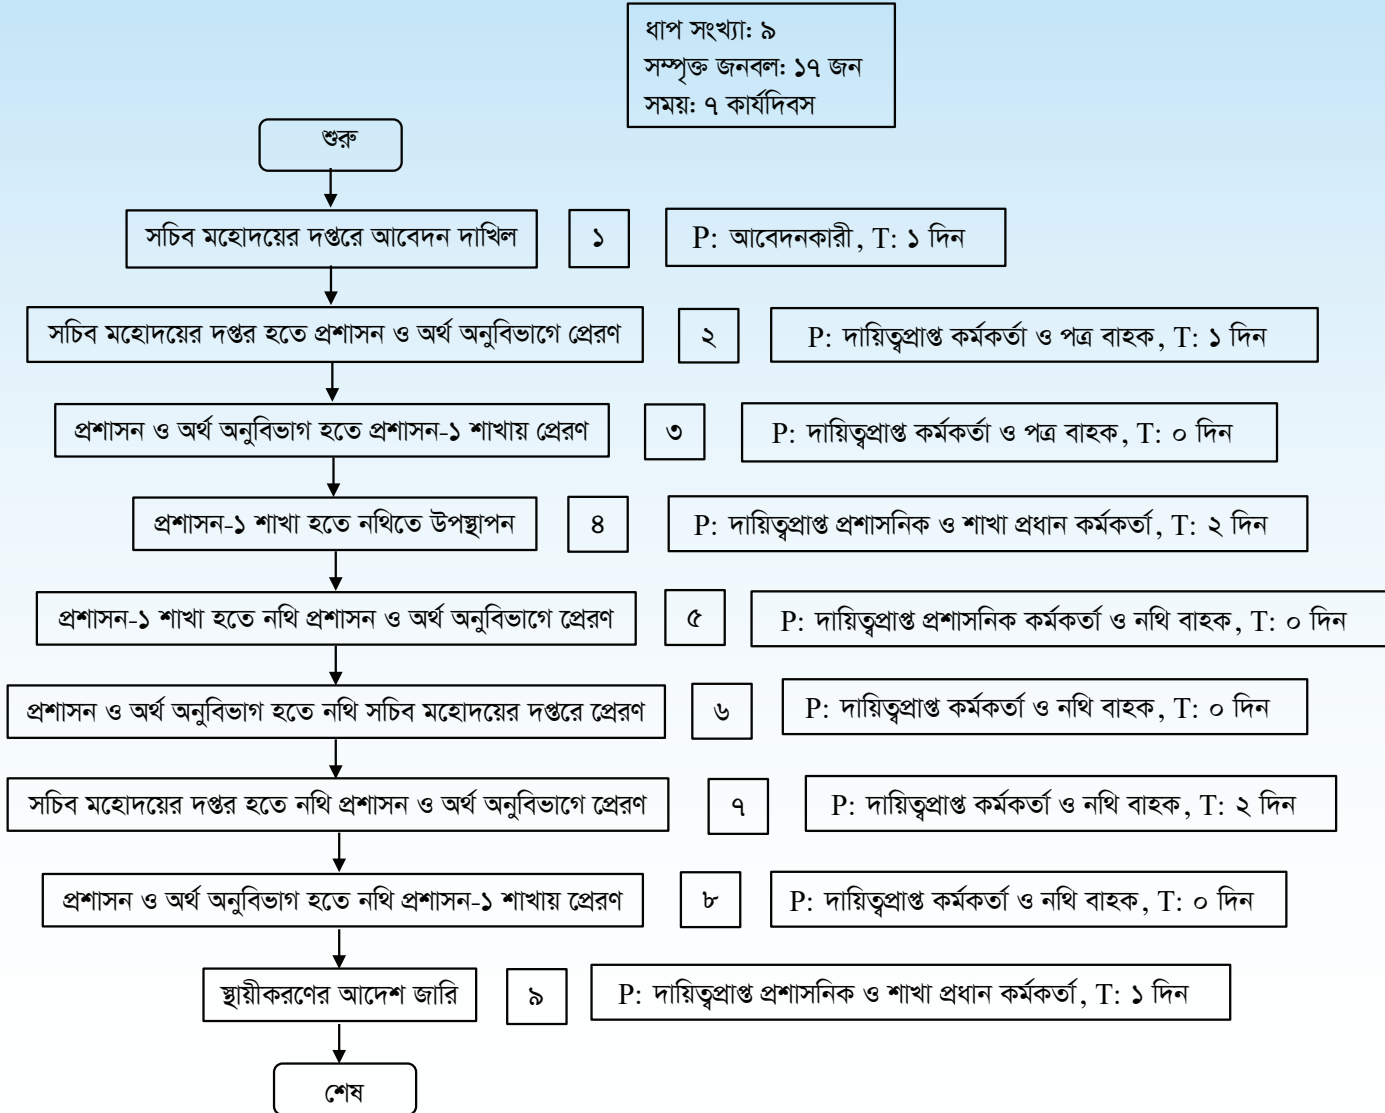 ধাপ সংখ্যা: ৯
সম্পৃক্ত জনবল: ১৭ জন
সময়: ৭ কার্যদিবস
শুরু
সচিব মহোদয়ের দপ্তরে আবেদন দাখিল
১
P: আবেদনকারী, T: ১ দিন
সচিব মহোদয়ের দপ্তর হতে প্রশাসন ও অর্থ অনুবিভাগে প্রেরণ
২
P: দায়িত্বপ্রাপ্ত কর্মকর্তা ও পত্র বাহক, T: ১ দিন
প্রশাসন ও অর্থ অনুবিভাগ হতে প্রশাসন-১ শাখায় প্রেরণ
৩
P: দায়িত্বপ্রাপ্ত কর্মকর্তা ও পত্র বাহক, T: ০ দিন
প্রশাসন-১ শাখা হতে নথিতে উপস্থাপন
৪
P: দায়িত্বপ্রাপ্ত প্রশাসনিক ও শাখা প্রধান কর্মকর্তা, T: ২ দিন
প্রশাসন-১ শাখা হতে নথি প্রশাসন ও অর্থ অনুবিভাগে প্রেরণ
৫
P: দায়িত্বপ্রাপ্ত প্রশাসনিক কর্মকর্তা ও নথি বাহক, T: ০ দিন
প্রশাসন ও অর্থ অনুবিভাগ হতে নথি সচিব মহোদয়ের দপ্তরে প্রেরণ
৬
P: দায়িত্বপ্রাপ্ত কর্মকর্তা ও নথি বাহক, T: ০ দিন
সচিব মহোদয়ের দপ্তর হতে নথি প্রশাসন ও অর্থ অনুবিভাগে প্রেরণ
৭
P: দায়িত্বপ্রাপ্ত কর্মকর্তা ও নথি বাহক, T: ২ দিন
প্রশাসন ও অর্থ অনুবিভাগ হতে নথি প্রশাসন-১ শাখায় প্রেরণ
৮
P: দায়িত্বপ্রাপ্ত কর্মকর্তা ও নথি বাহক, T: ০ দিন
স্থায়ীকরণের আদেশ জারি
৯
P: দায়িত্বপ্রাপ্ত প্রশাসনিক ও শাখা প্রধান কর্মকর্তা, T: ১ দিন
শেষ